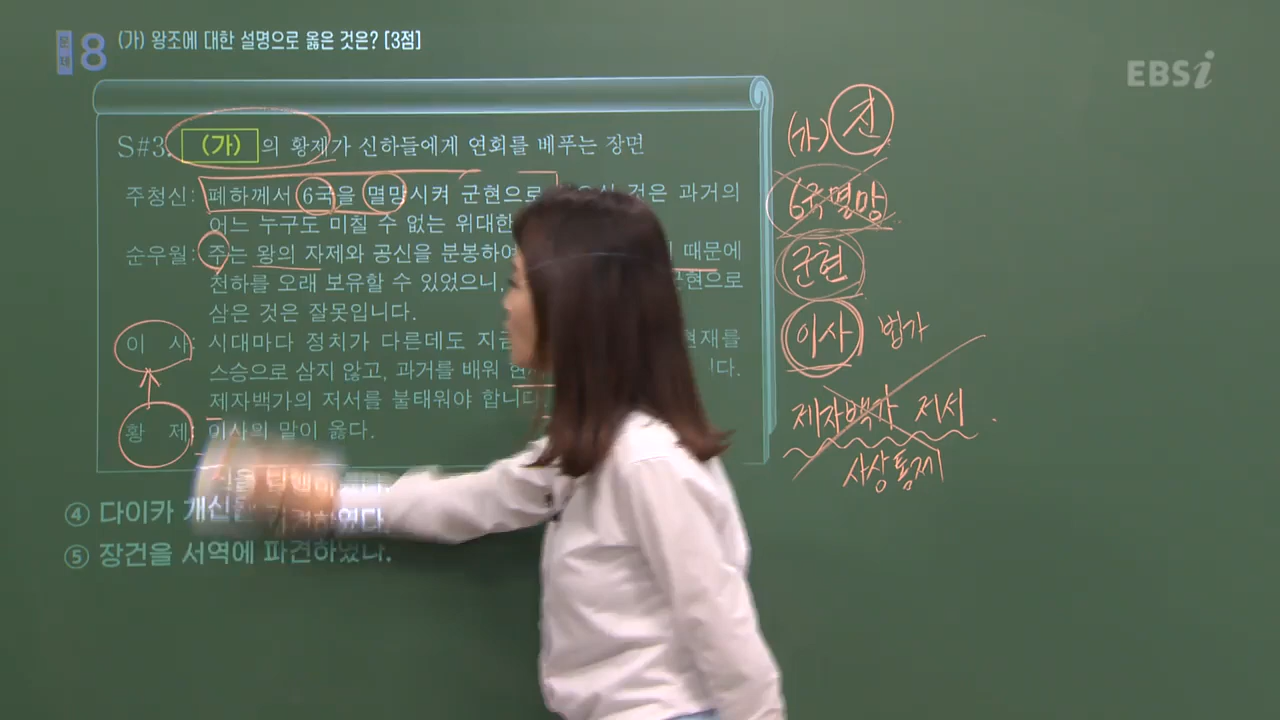 문제 8 (가) 왕조에 대한 설명으로 옳은 것은? [3점]
EBSi
S#3. (가) 의 황제가 신하들에게 연회를 베푸는 장면
주청신: 폐하께서 6국을 멸망시켜 군현으로 것은 과거의
어느 누구도 미칠 수 없는 위대한
순우월: 주는 왕의 자제와 공신을 분봉하여 때문에
천하를 오래 보유할 수 있었으니, 군현으로
삼은 것은 잘못입니다.
이 사: 시대마다 정치가 다른데도 현재를
스승으로 삼지 않고, 과거를 배워
제자백가의 저서를 불태워야 합니다.
황 제: 이사의 말이 옳다.
④ 다이카 개신
⑤ 장건을 서역에 파견하였다.
(가) 진
6국멸망
군현
이사 법가
제자백가 저서
사상통제